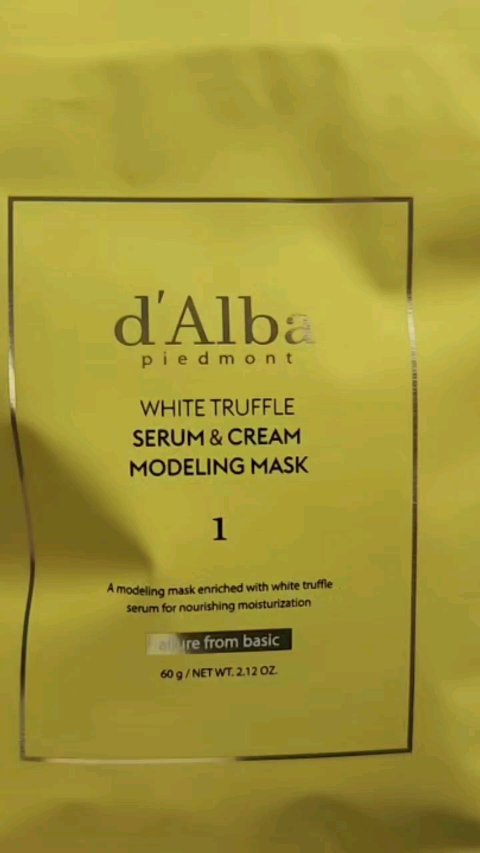 d'Alba
piedmont
WHITE TRUFFLE
SERUM & CREAM
MODELING MASK
1
A modeling mask enriched with white truffle
serum for nourishing moisturization
from basic
60 g / NET WT. 2.12 OZ.